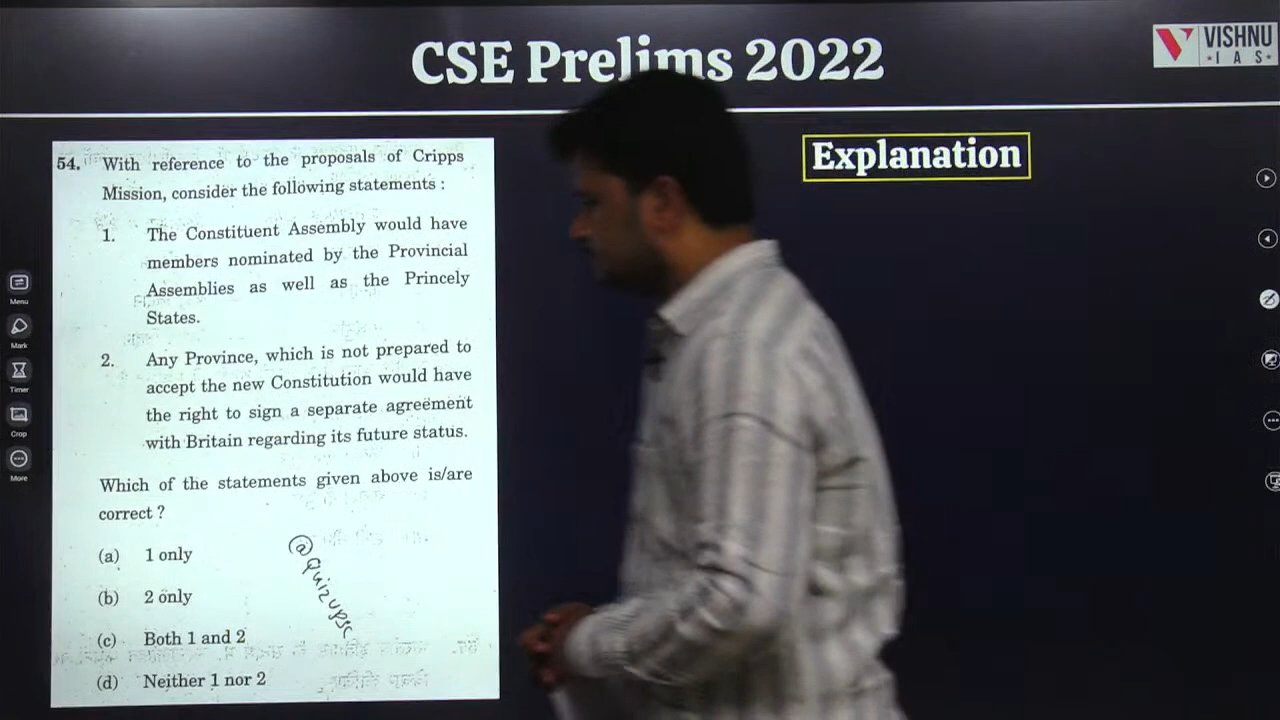 CSE Prelims 2022
VISHNU
IAS
Explanation
54. With reference to the proposals of Cripps
Mission, consider the following statements :
1. The Constituent Assembly would have
members nominated by the Provincial
Assemblies as well as the Princely
States.
2. Any Province, which is not prepared to
accept the new Constitution would have
the right to sign a separate agreement
with Britain regarding its future status.
Which of the statements given above is/are
correct ?
(a) 1 only
(b) 2 only
(c) Both 1 and 2
(d) Neither 1 nor 2
@quizupsc
Menu
Mark
Timer
Crop
More